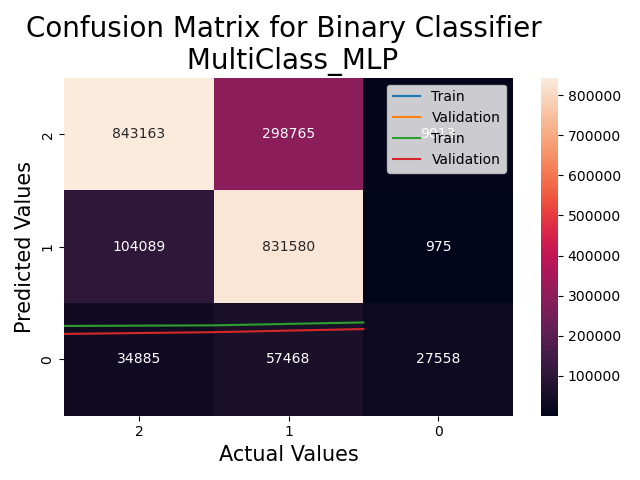 Confusion Matrix for Binary Classifier
MultiClass_MLP
Train
Validation
Train
Validation
Predicted Values
2
1
0
843163
298765
104089
831580
975
34885
57468
27558
2
1
0
Actual Values
800000
700000
600000
500000
400000
300000
200000
100000